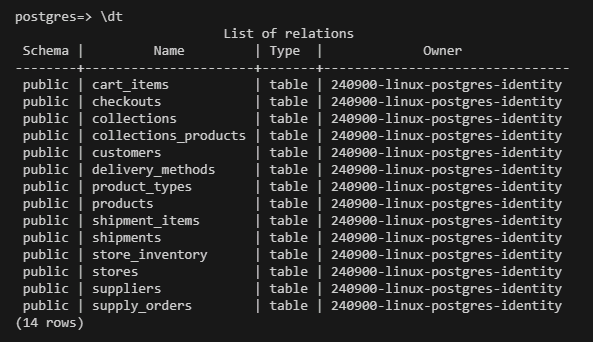 postgres=> \dt
                           List of relations
 Schema |         Name         | Type  |             Owner
--------+----------------------+-------+--------------------------------
 public | cart_items           | table | 240900-linux-postgres-identity
 public | checkouts            | table | 240900-linux-postgres-identity
 public | collections          | table | 240900-linux-postgres-identity
 public | collections_products | table | 240900-linux-postgres-identity
 public | customers            | table | 240900-linux-postgres-identity
 public | delivery_methods     | table | 240900-linux-postgres-identity
 public | product_types        | table | 240900-linux-postgres-identity
 public | products             | table | 240900-linux-postgres-identity
 public | shipment_items       | table | 240900-linux-postgres-identity
 public | shipments            | table | 240900-linux-postgres-identity
 public | store_inventory      | table | 240900-linux-postgres-identity
 public | stores               | table | 240900-linux-postgres-identity
 public | suppliers            | table | 240900-linux-postgres-identity
 public | supply_orders        | table | 240900-linux-postgres-identity
(14 rows)